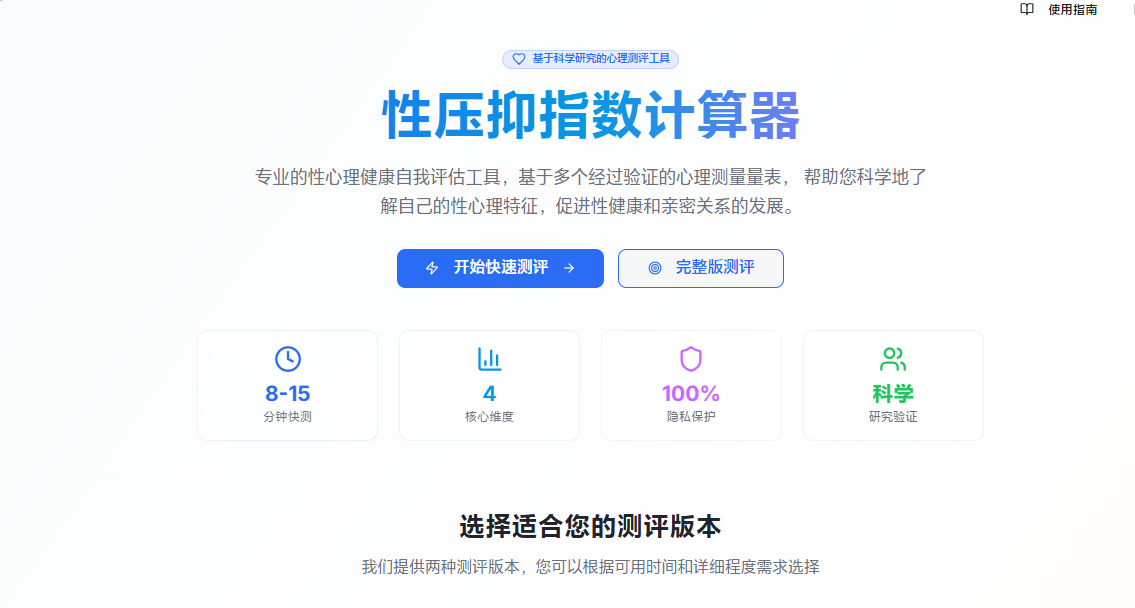 使用指南
基于科学研究的心理测评工具
性压抑指数计算器
专业的性心理健康自我评估工具，基于多个经过验证的心理测量量表， 帮助您科学地了
解自己的性心理特征，促进性健康和亲密关系的发展。
开始快速测评
完整版测评
8-15
分钟快测
4
核心维度
100%
隐私保护
科学
研究验证
选择适合您的测评版本
我们提供两种测评版本，您可以根据可用时间和详细程度需求选择